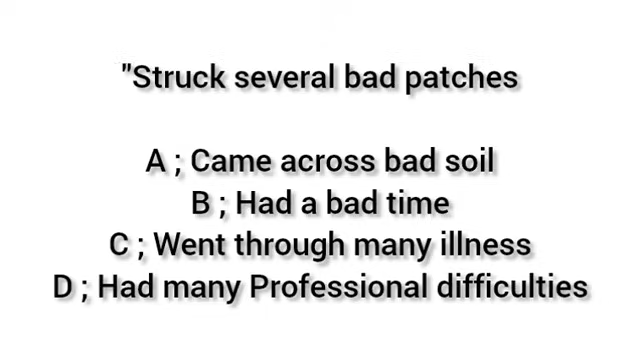 "Struck several bad patches
A ; Came across bad soil
B ; Had a bad time
C ; Went through many illness
D ; Had many Professional difficulties